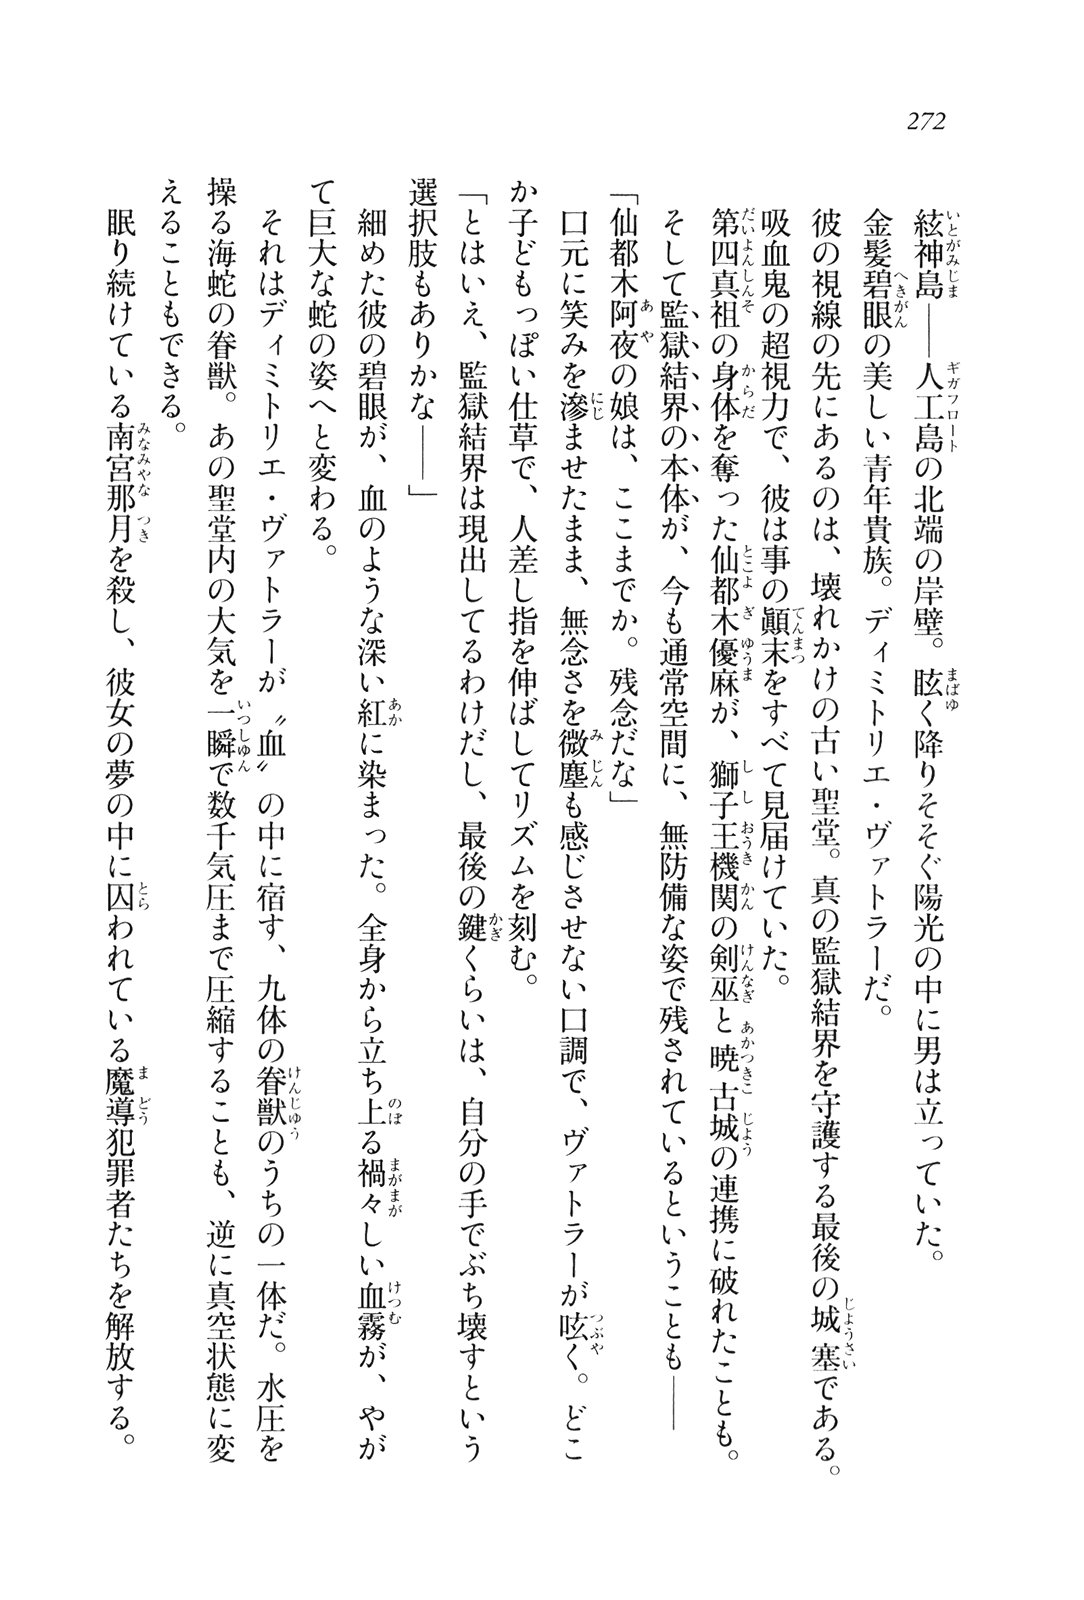 272
絃神島――人工島の北端の岸壁。眩く降りそそぐ陽光の中に男は立っていた。
金髪碧眼の美しい青年貴族。ディミトリエ・ヴァトラーだ。
彼の視線の先にあるのは、壊れかけの古い聖堂。真の監獄結界を守護する最後の城塞である。
吸血鬼の超視力で、彼は事の顚末をすべて見届けていた。
第四真祖の身体を奪った仙都木優麻が、獅子王機関の剣巫と暁古城の連携に破れたことも。
そして監獄結界の本体が、今も通常空間に、無防備な姿で残されているということも――
「仙都木阿夜の娘は、ここまでか。残念だな」
口元に笑みを滲ませたまま、無念さを微塵も感じさせない口調で、ヴァトラーが呟く。どこ
か子どもっぽい仕草で、人差し指を伸ばしてリズムを刻む。
「とはいえ、監獄結界は現出してるわけだし、最後の鍵くらいは、自分の手でぶち壊すという
選択肢もありかな――」
細めた彼の碧眼が、血のような深い紅に染まった。全身から立ち上る禍々しい血霧が、やが
て巨大な蛇の姿へと変わる。
それはディミトリエ・ヴァトラーが〝血〟の中に宿す、九体の眷獣のうちの一体だ。水圧を
操る海蛇の眷獣。あの聖堂内の大気を一瞬で数千気圧まで圧縮することも、逆に真空状態に変
えることもできる。
眠り続けている南宮那月を殺し、彼女の夢の中に囚われている魔導犯罪者たちを解放する。